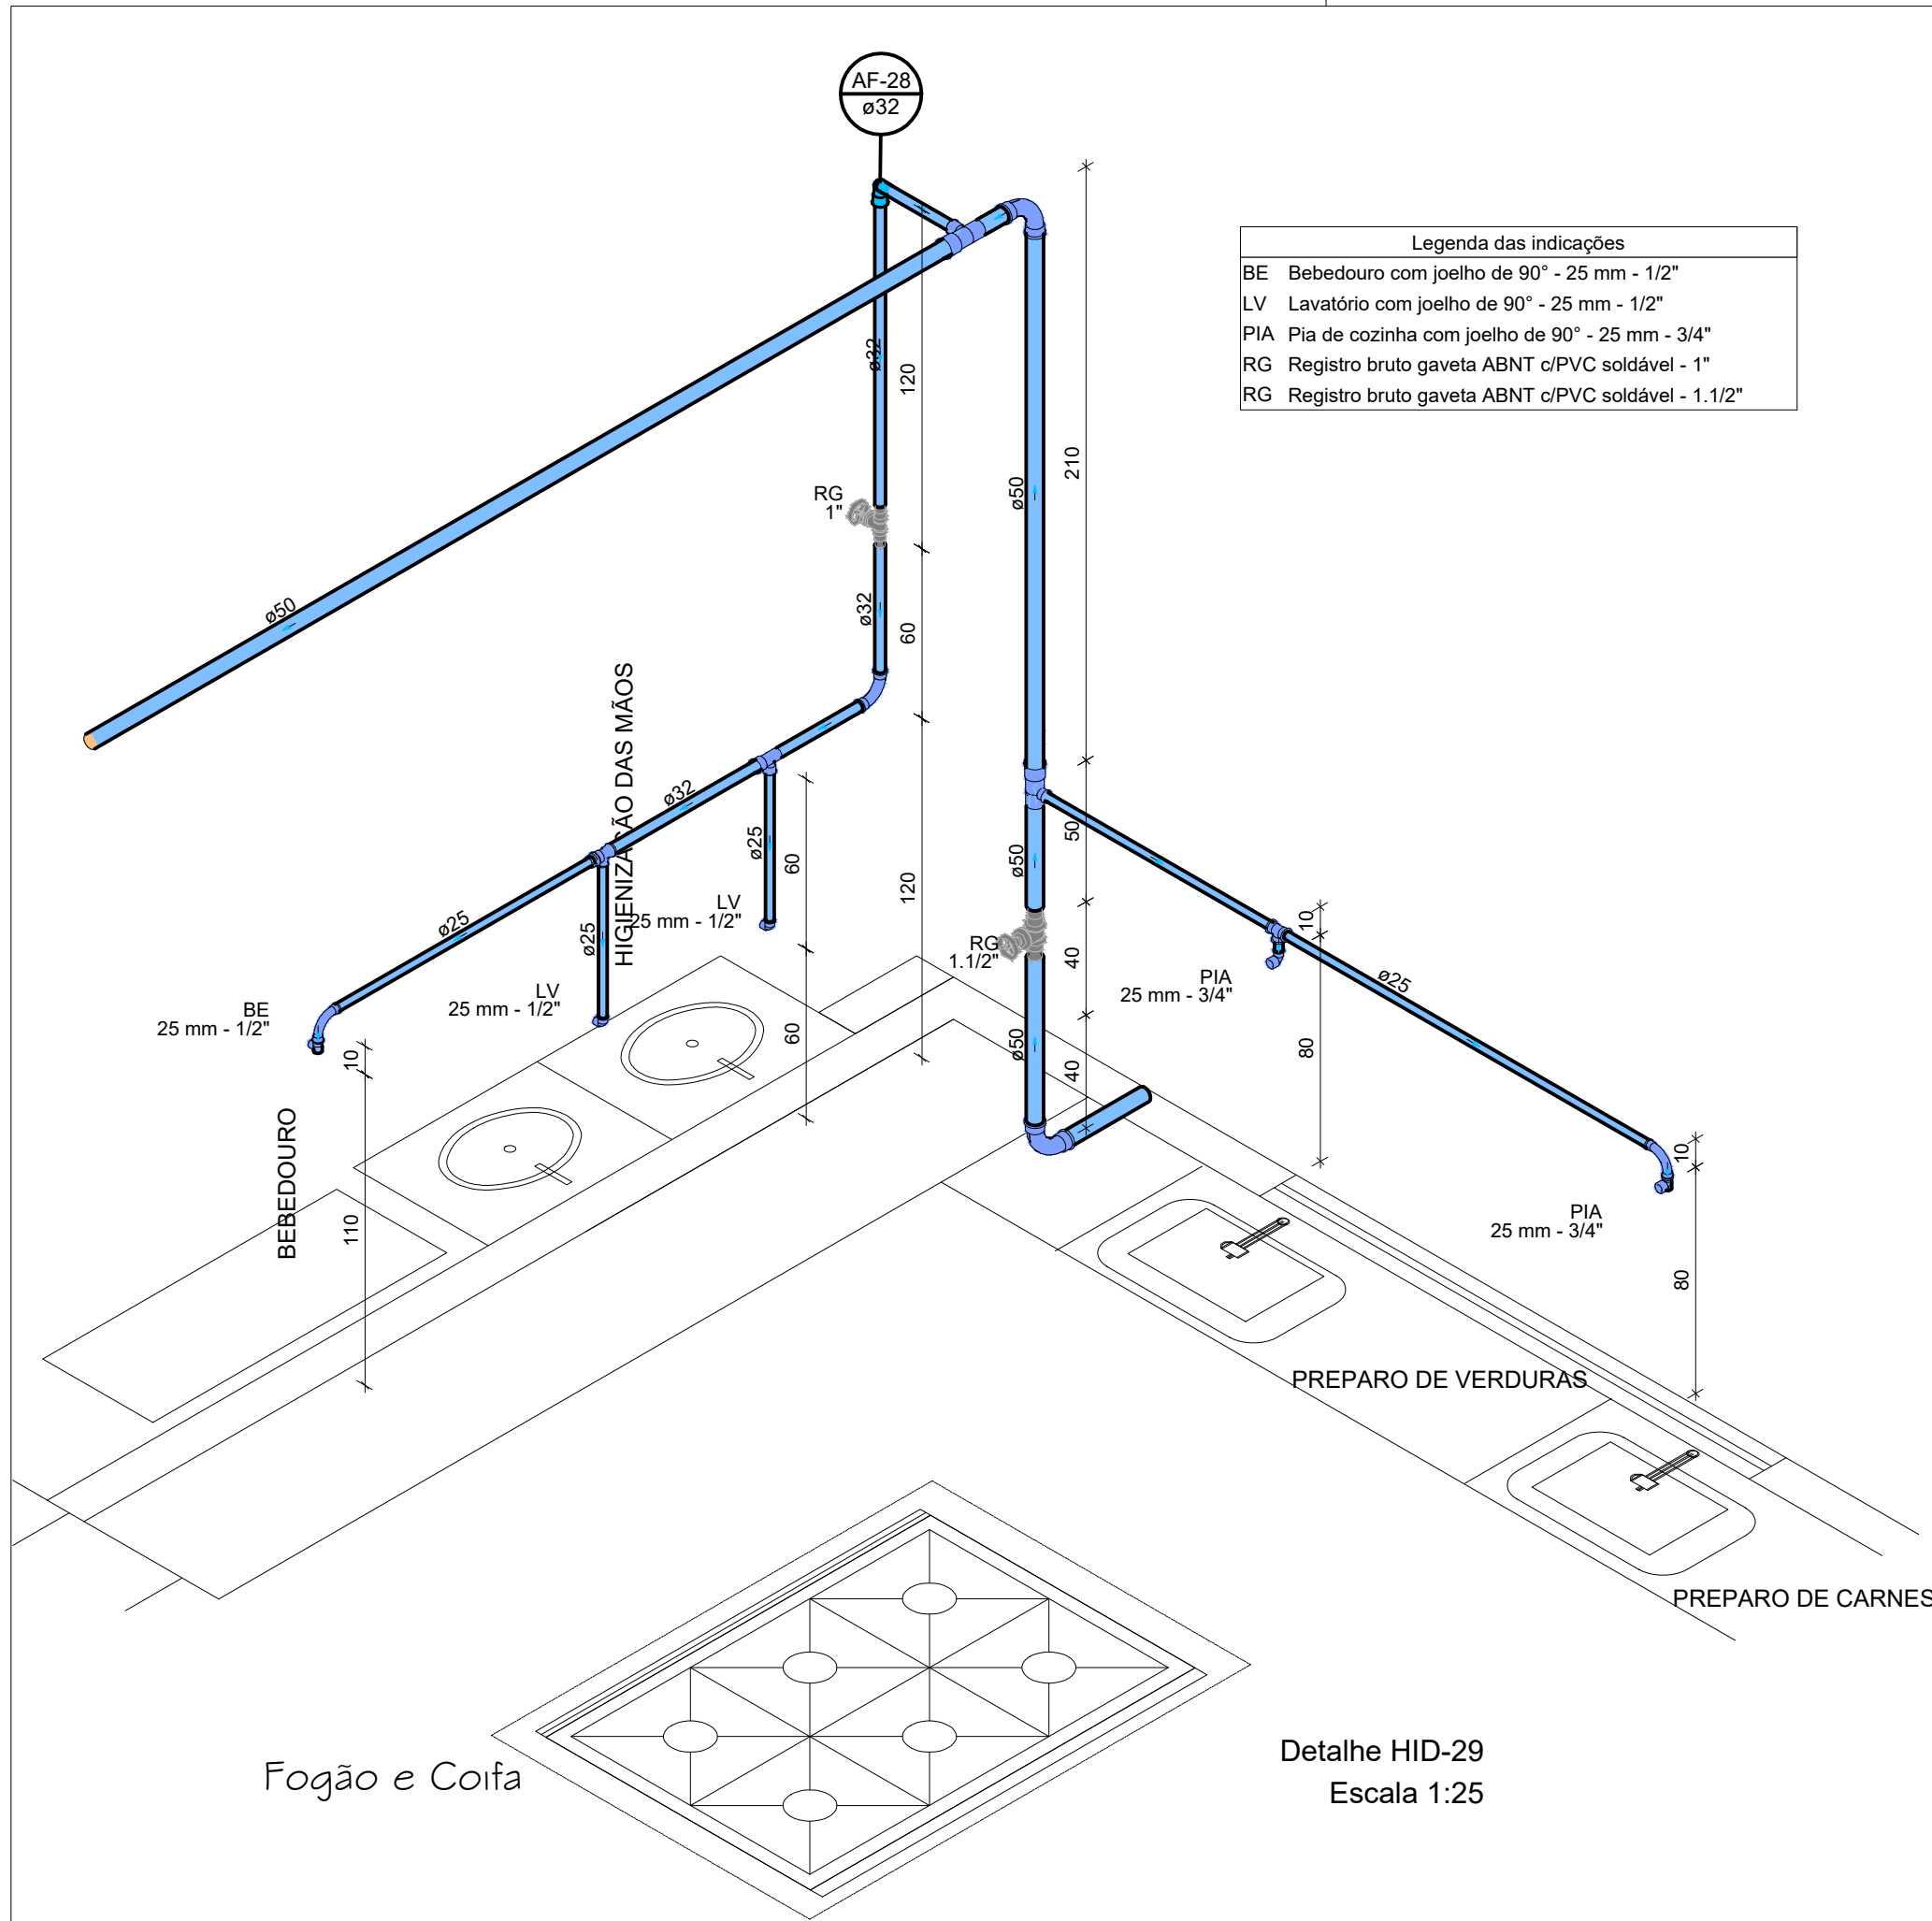 AF-28
ø32
Legenda das indicações
BE Bebedouro com joelho de 90° - 25 mm - 1/2"
LV Lavatório com joelho de 90° - 25 mm - 1/2"
PIA Pia de cozinha com joelho de 90° - 25 mm - 3/4"
RG Registro bruto gaveta ABNT c/PVC soldável - 1"
RG Registro bruto gaveta ABNT c/PVC soldável - 1.1/2"
ø32
120
210
RG
1"
ø50
ø50
ø32
60
HIGIENIZAÇÃO DAS MÃOS
ø32
ø25
60
50
ø50
120
LV
25 mm - 1/2"
ø25
ø25
RG
1.1/2"
40
10
PIA
25 mm - 3/4"
ø25
LV
25 mm - 1/2"
BE
25 mm - 1/2"
10
60
ø50
40
80
BEBEDOURO
110
10
PIA
25 mm - 3/4"
80
PREPARO DE VERDURAS
PREPARO DE CARNES
Fogão e Coifa
Detalhe HID-29
Escala 1:25